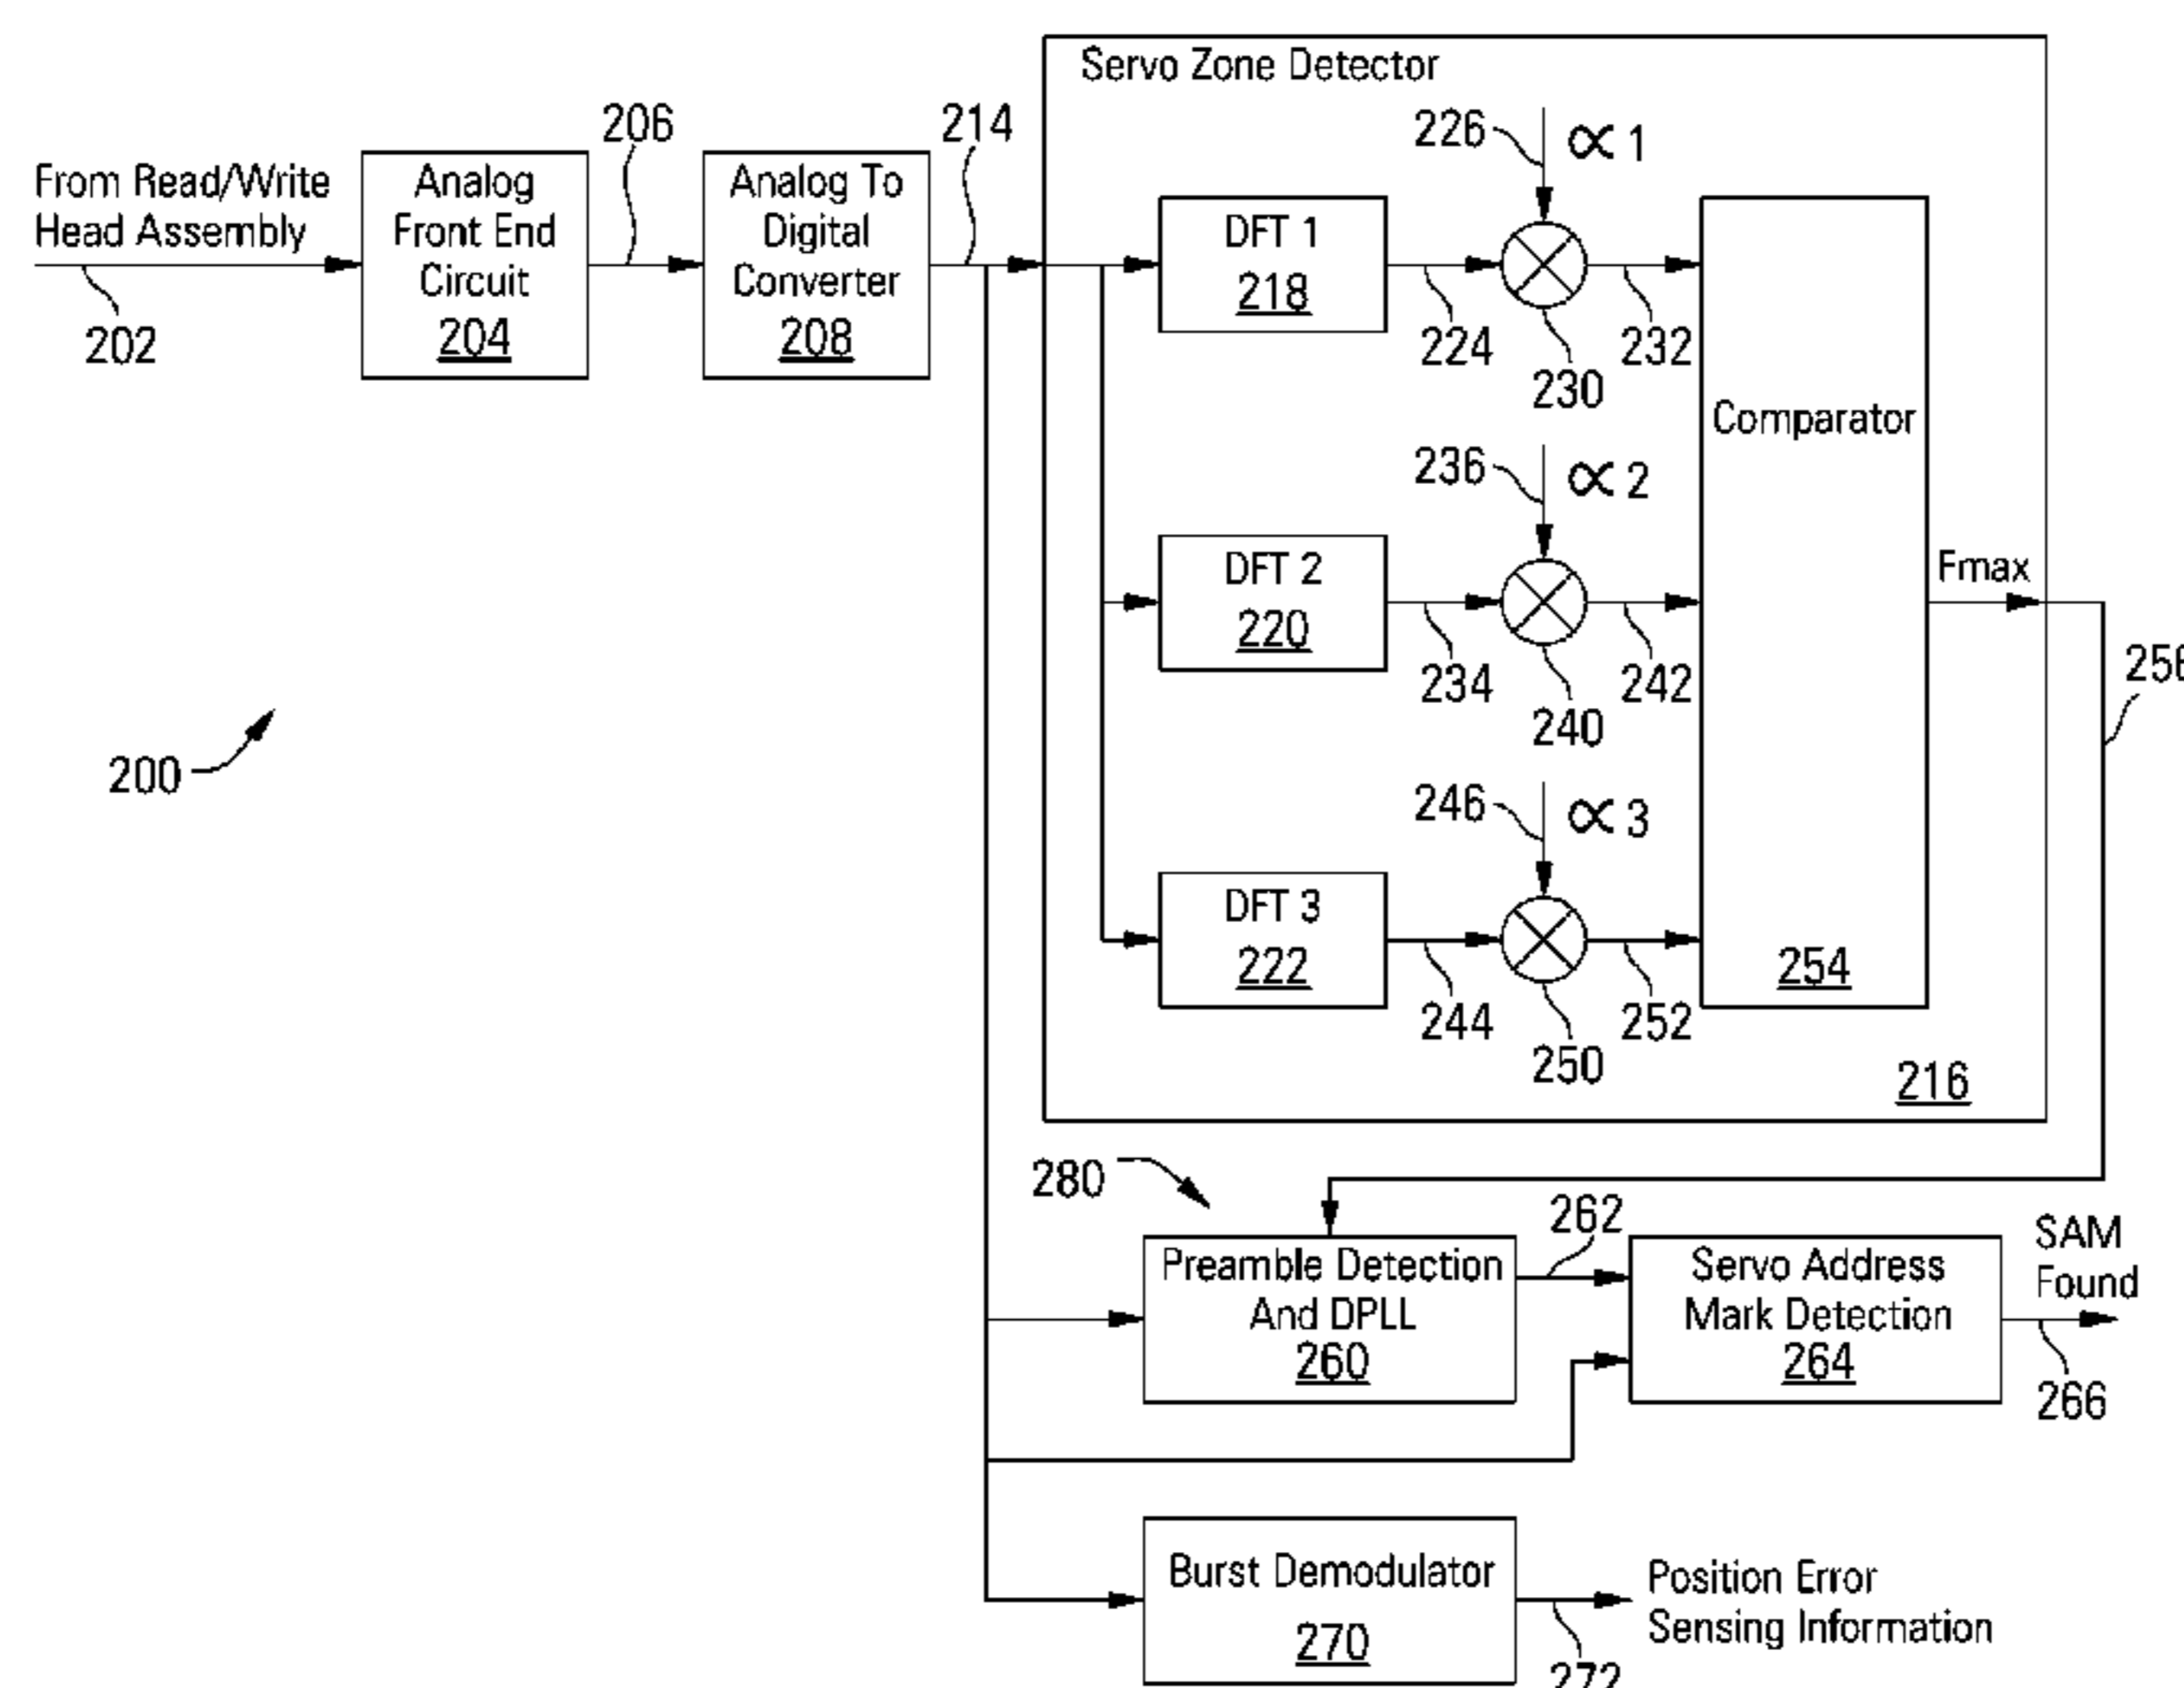 Servo Zone Detector
206
214
226
∝1
From Read/Write
Head Assembly
202
Analog
Front End
Circuit
204
Analog To
Digital
Converter
208
DFT 1
218
224
230
232
Comparator
254
236
∝2
DFT 2
220
234
240
242
Fmax
256
200
246
∝3
DFT 3
222
244
250
252
216
280
262
Preamble Detection
And DPLL
260
Servo Address
Mark Detection
264
SAM
Found
266
Burst Demodulator
270
Position Error
Sensing Information
272